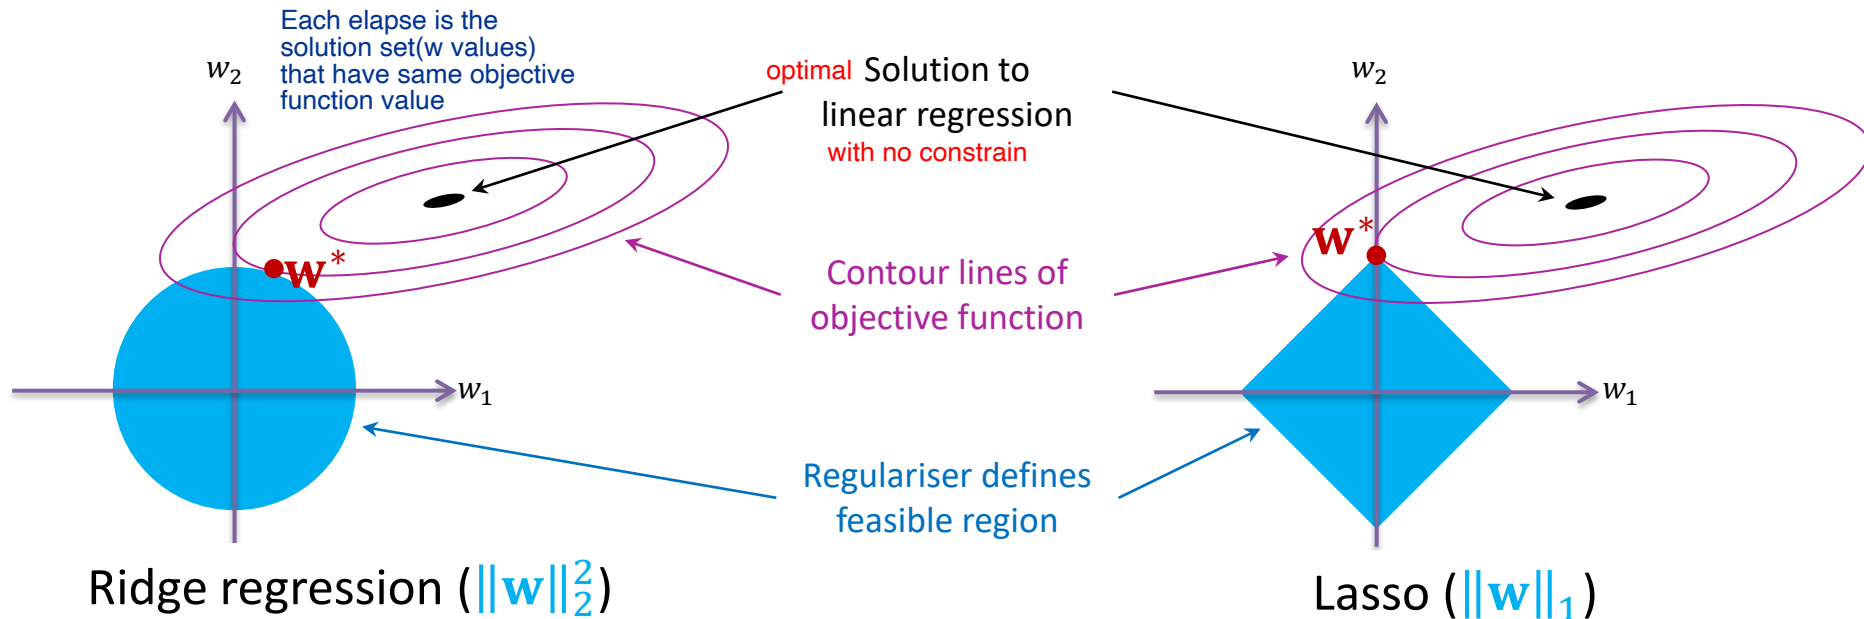 Each elapse is the
solution set(w values)
that have same objective
function value
w₂
optimal Solution to
linear regression
with no constrain
w₂
w*
w*
Contour lines of
objective function
w₁
w₁
Regulariser defines
feasible region
Ridge regression (‖w‖₂²)
Lasso (‖w‖₁)